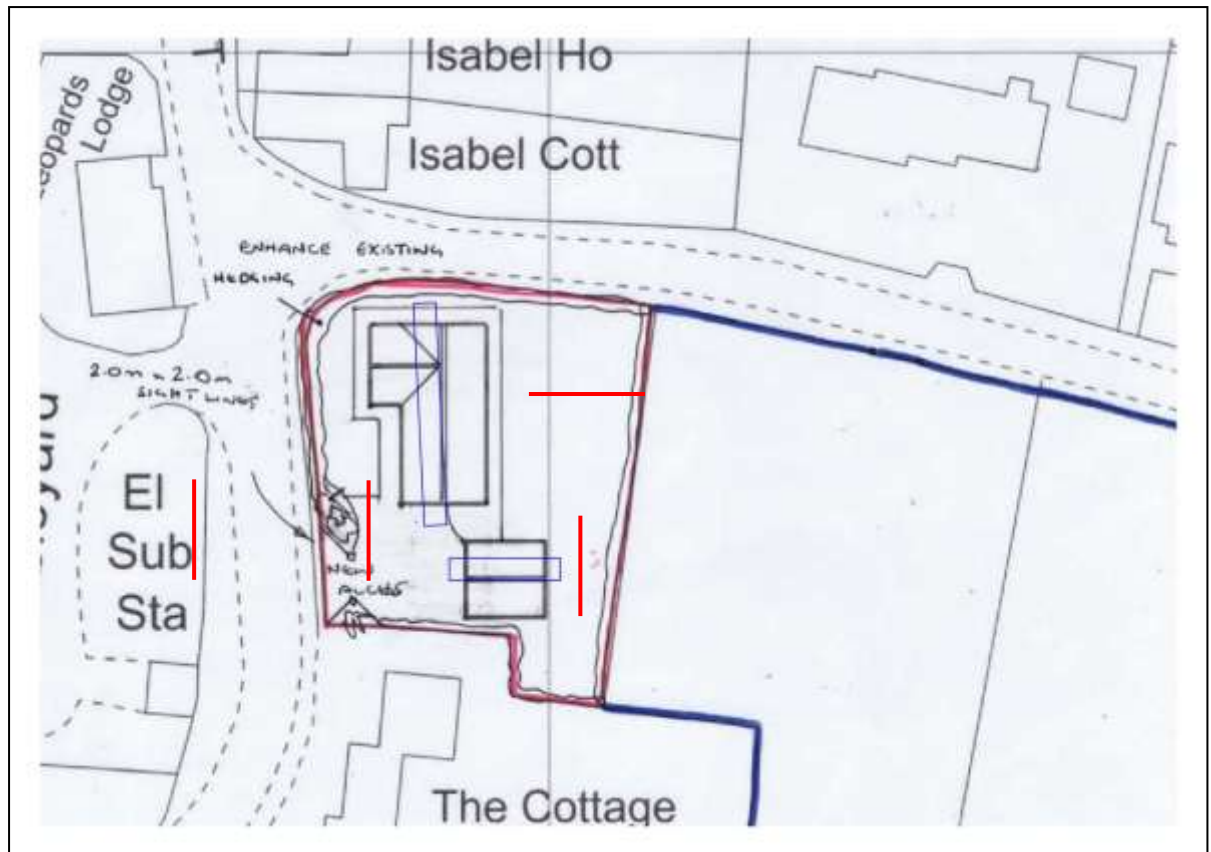 Isabel Ho
eopards
Lodge
Isabel Cott
ENHANCE EXISTING
HEDGING
2.0m x 2.0m
SIGHT LINES
El
Sub
Sta
NEW
ACCESS
The Cottage